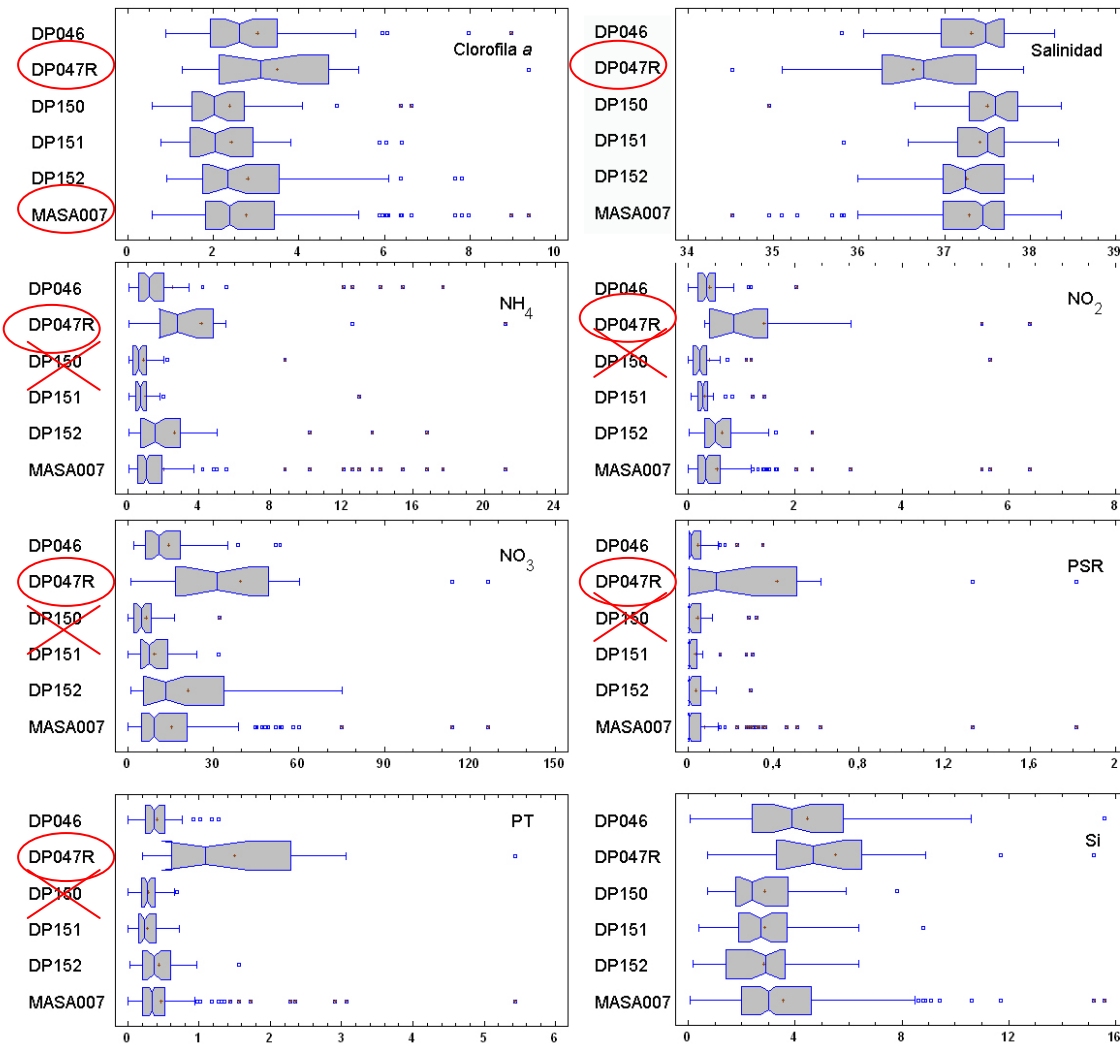 Clorofila a
DP046
DP047R
DP150
DP151
DP152
MASA007
0 2 4 6 8 10
Salinidad
DP046
DP047R
DP150
DP151
DP152
MASA007
34 35 36 37 38 39
NH4
DP046
DP047R
DP150
DP151
DP152
MASA007
0 4 8 12 16 20 24
NO2
DP046
DP047R
DP150
DP151
DP152
MASA007
0 2 4 6 8
NO3
DP046
DP047R
DP150
DP151
DP152
MASA007
0 30 60 90 120 150
PSR
DP046
DP047R
DP150
DP151
DP152
MASA007
0 0,4 0,8 1,2 1,6 2
PT
DP046
DP047R
DP150
DP151
DP152
MASA007
0 1 2 3 4 5 6
Si
DP046
DP047R
DP150
DP151
DP152
MASA007
0 4 8 12 16